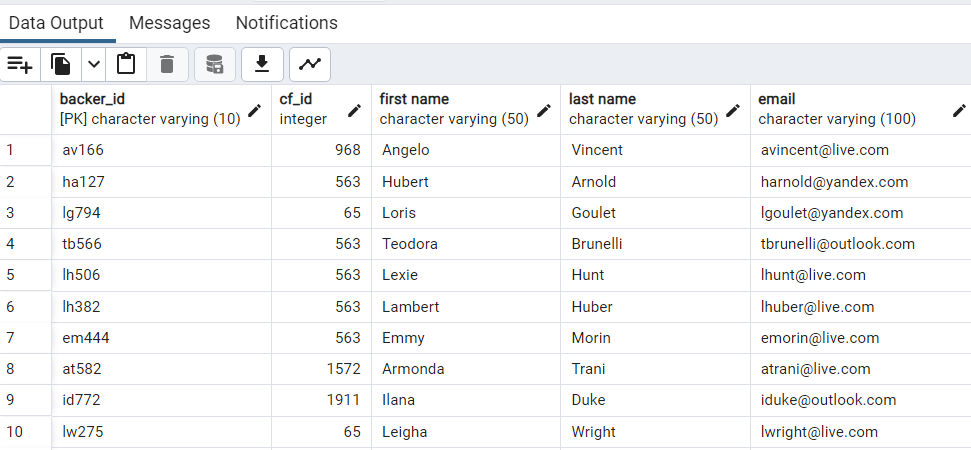 Data Output Messages Notifications
backer_id cf_id first name last name email
[PK] character varying (10) integer character varying (50) character varying (50) character varying (100)
1 av166 968 Angelo Vincent avincent@live.com
2 ha127 563 Hubert Arnold harnold@yandex.com
3 lg794 65 Loris Goulet lgoulet@yandex.com
4 tb566 563 Teodora Brunelli tbrunelli@outlook.com
5 lh506 563 Lexie Hunt lhunt@live.com
6 lh382 563 Lambert Huber lhuber@live.com
7 em444 563 Emmy Morin emorin@live.com
8 at582 1572 Armonda Trani atrani@live.com
9 id772 1911 Ilana Duke iduke@outlook.com
10 lw275 65 Leigha Wright lwright@live.com